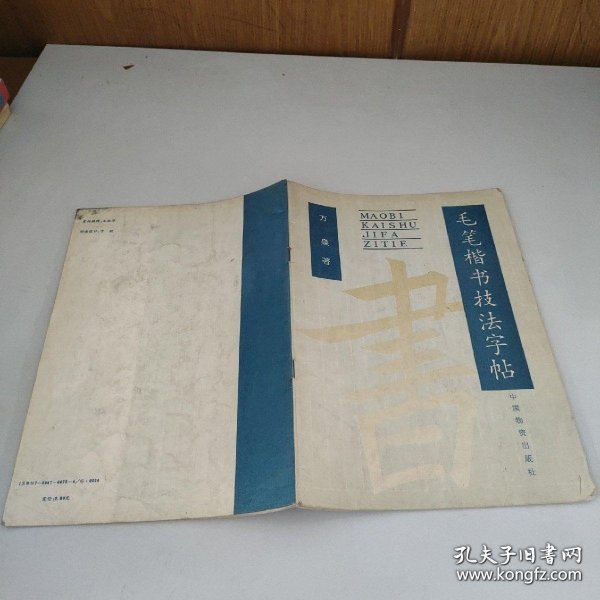 毛笔楷书技法字帖
MAOBI
KAISHU
JIFA
ZITIE
万泉著
書
中国物资出版社
孔夫子旧书网
www.kongfz.com